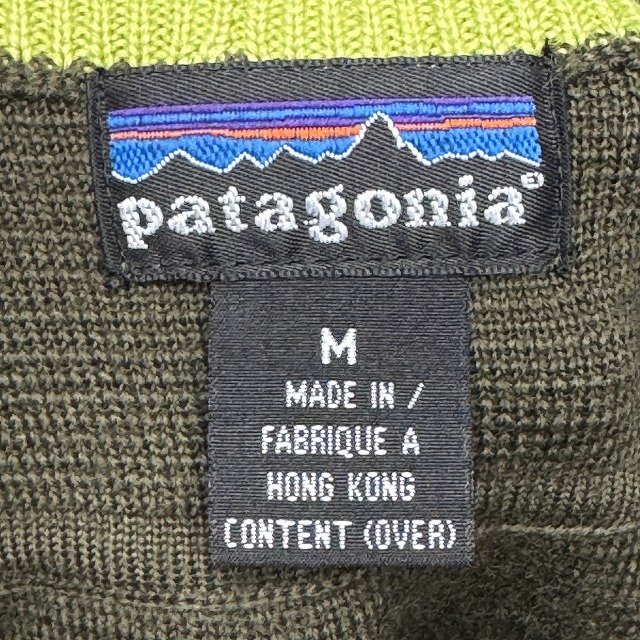 patagonia®
M
MADE IN /
FABRIQUE A
HONG KONG
CONTENT (OVER)